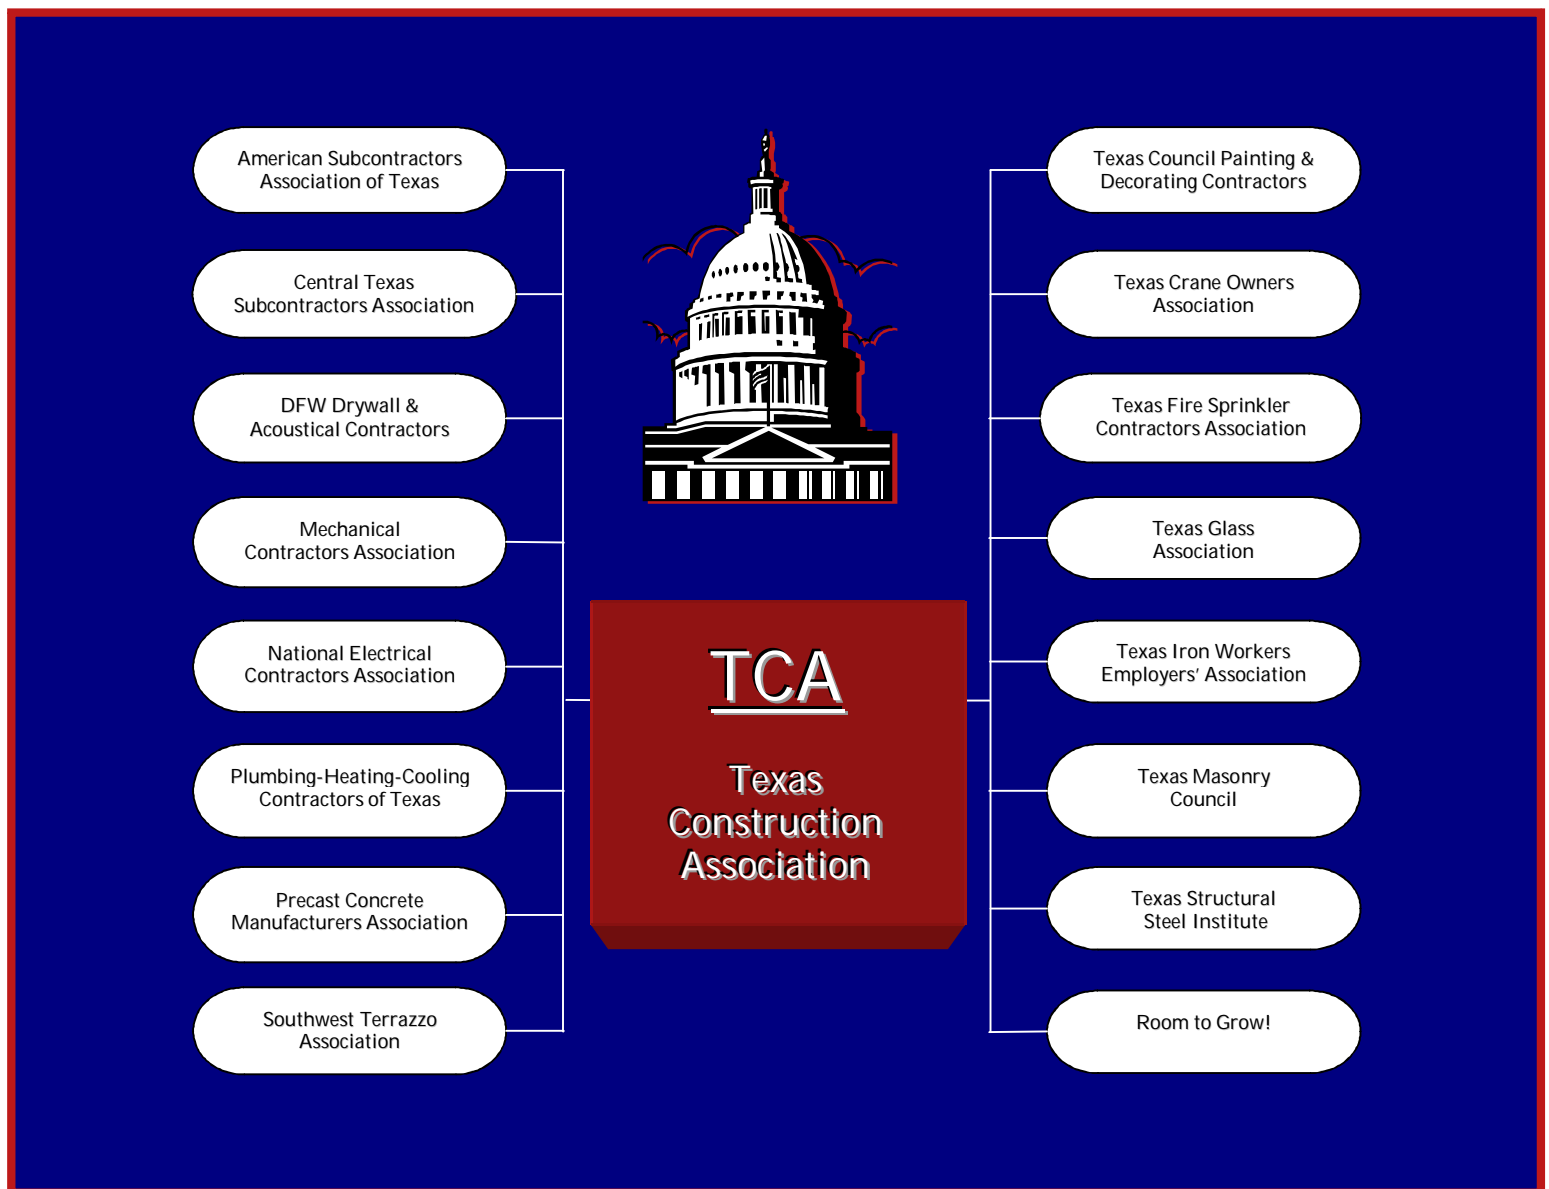 American Subcontractors
Association of Texas
Central Texas
Subcontractors Association
DFW Drywall &
Acoustical Contractors
Mechanical
Contractors Association
National Electrical
Contractors Association
Plumbing-Heating-Cooling
Contractors of Texas
Precast Concrete
Manufacturers Association
Southwest Terrazzo
Association
TCA
Texas
Construction
Association
Texas Council Painting &
Decorating Contractors
Texas Crane Owners
Association
Texas Fire Sprinkler
Contractors Association
Texas Glass
Association
Texas Iron Workers
Employers’ Association
Texas Masonry
Council
Texas Structural
Steel Institute
Room to Grow!